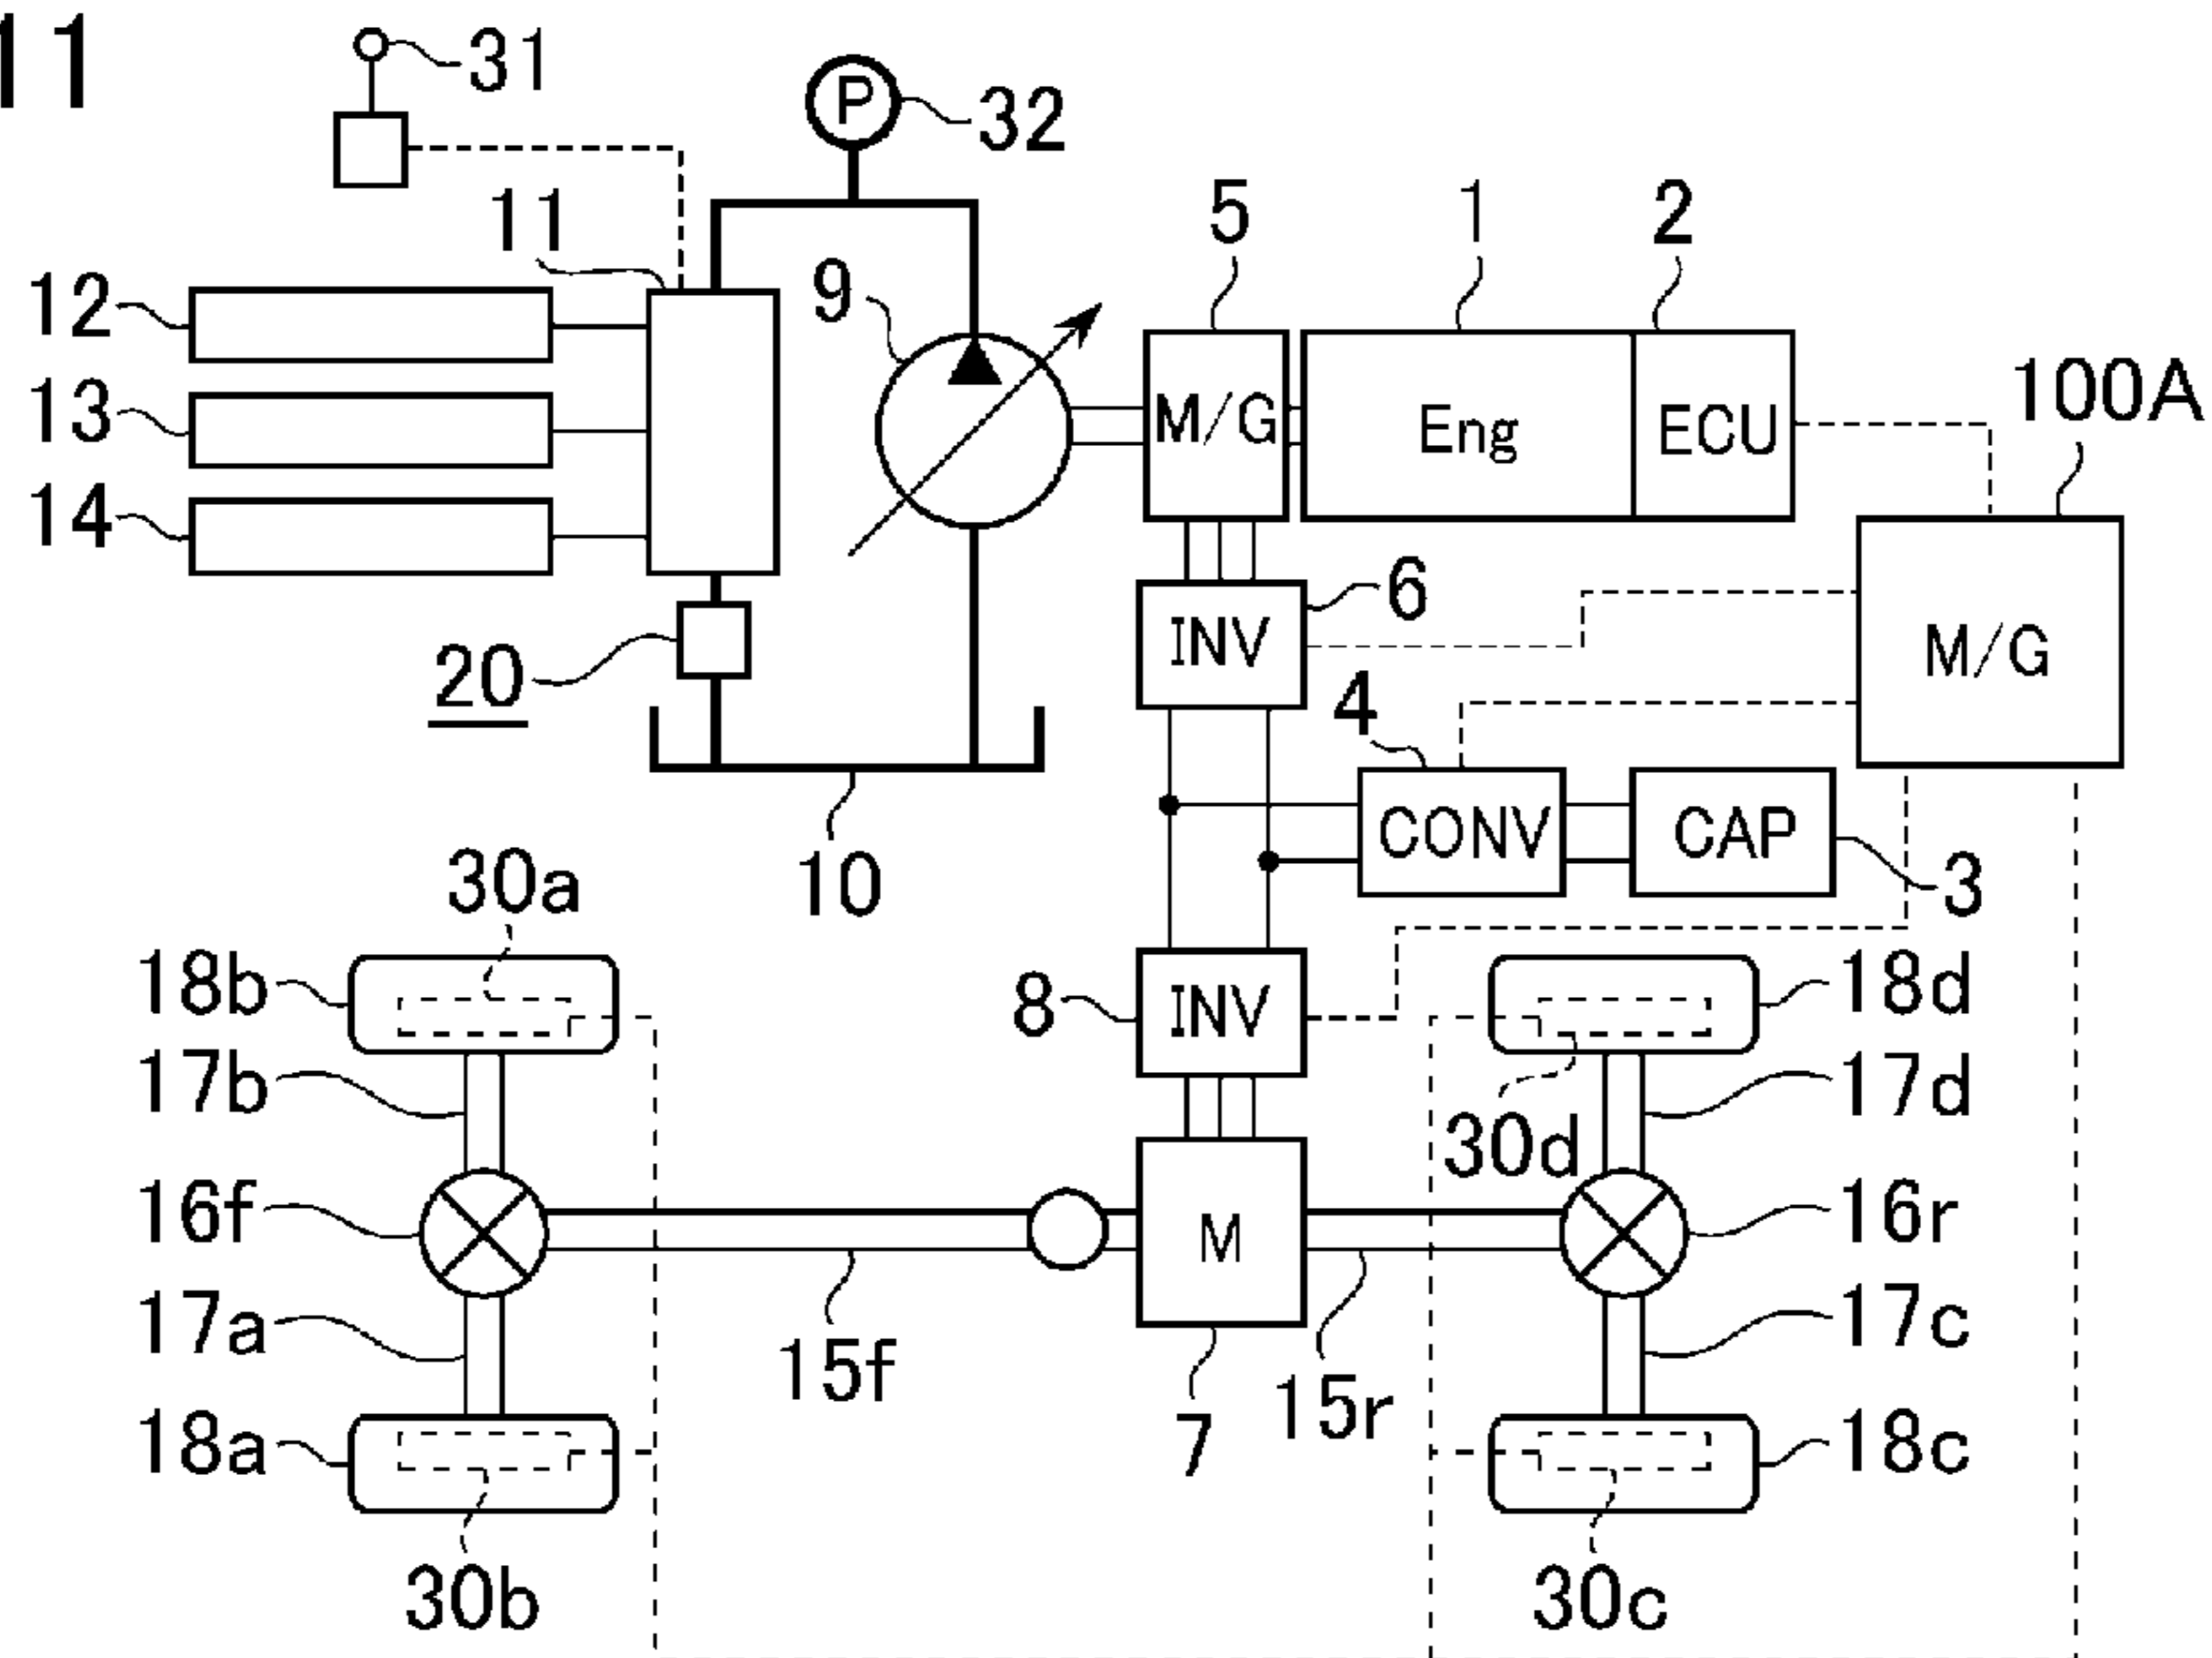 11
31
P
32
11
5
1
2
12
9
13
M/G
Eng
ECU
100A
14
6
INV
M/G
20
4
CONV
CAP
10
3
30a
18b
8
INV
18d
17b
17d
30d
16f
M
16r
17a
15f
17c
15r
18a
7
18c
30b
30c